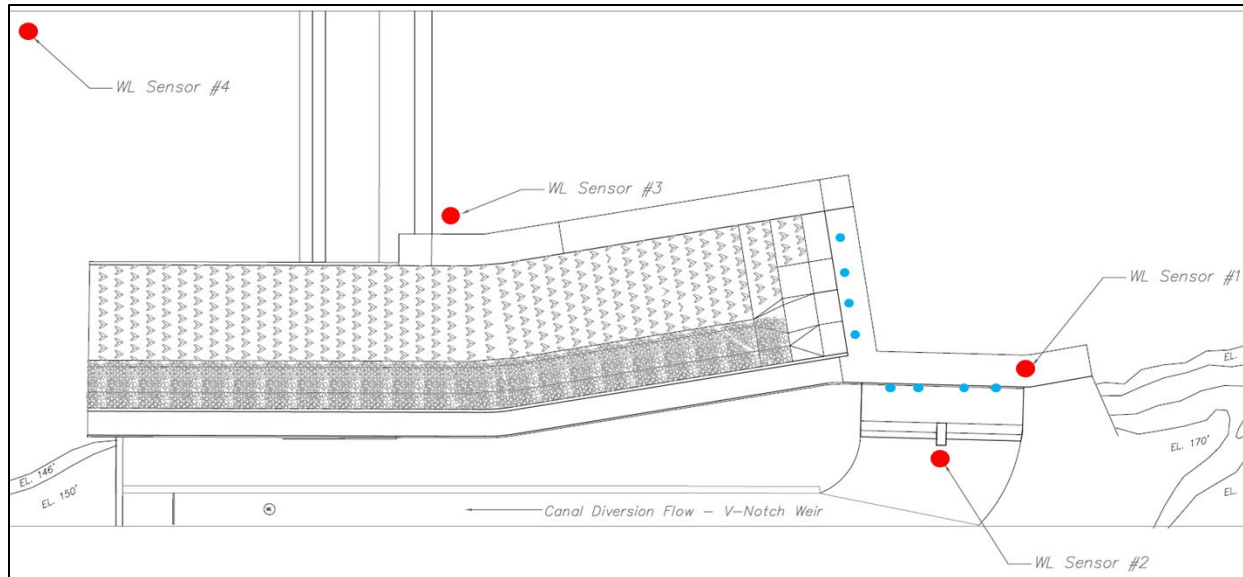 WL Sensor #4
WL Sensor #3
WL Sensor #1
EL.
EL. 170'
EL.
EL. 146'
EL. 150'
Canal Diversion Flow - V-Notch Weir
WL Sensor #2